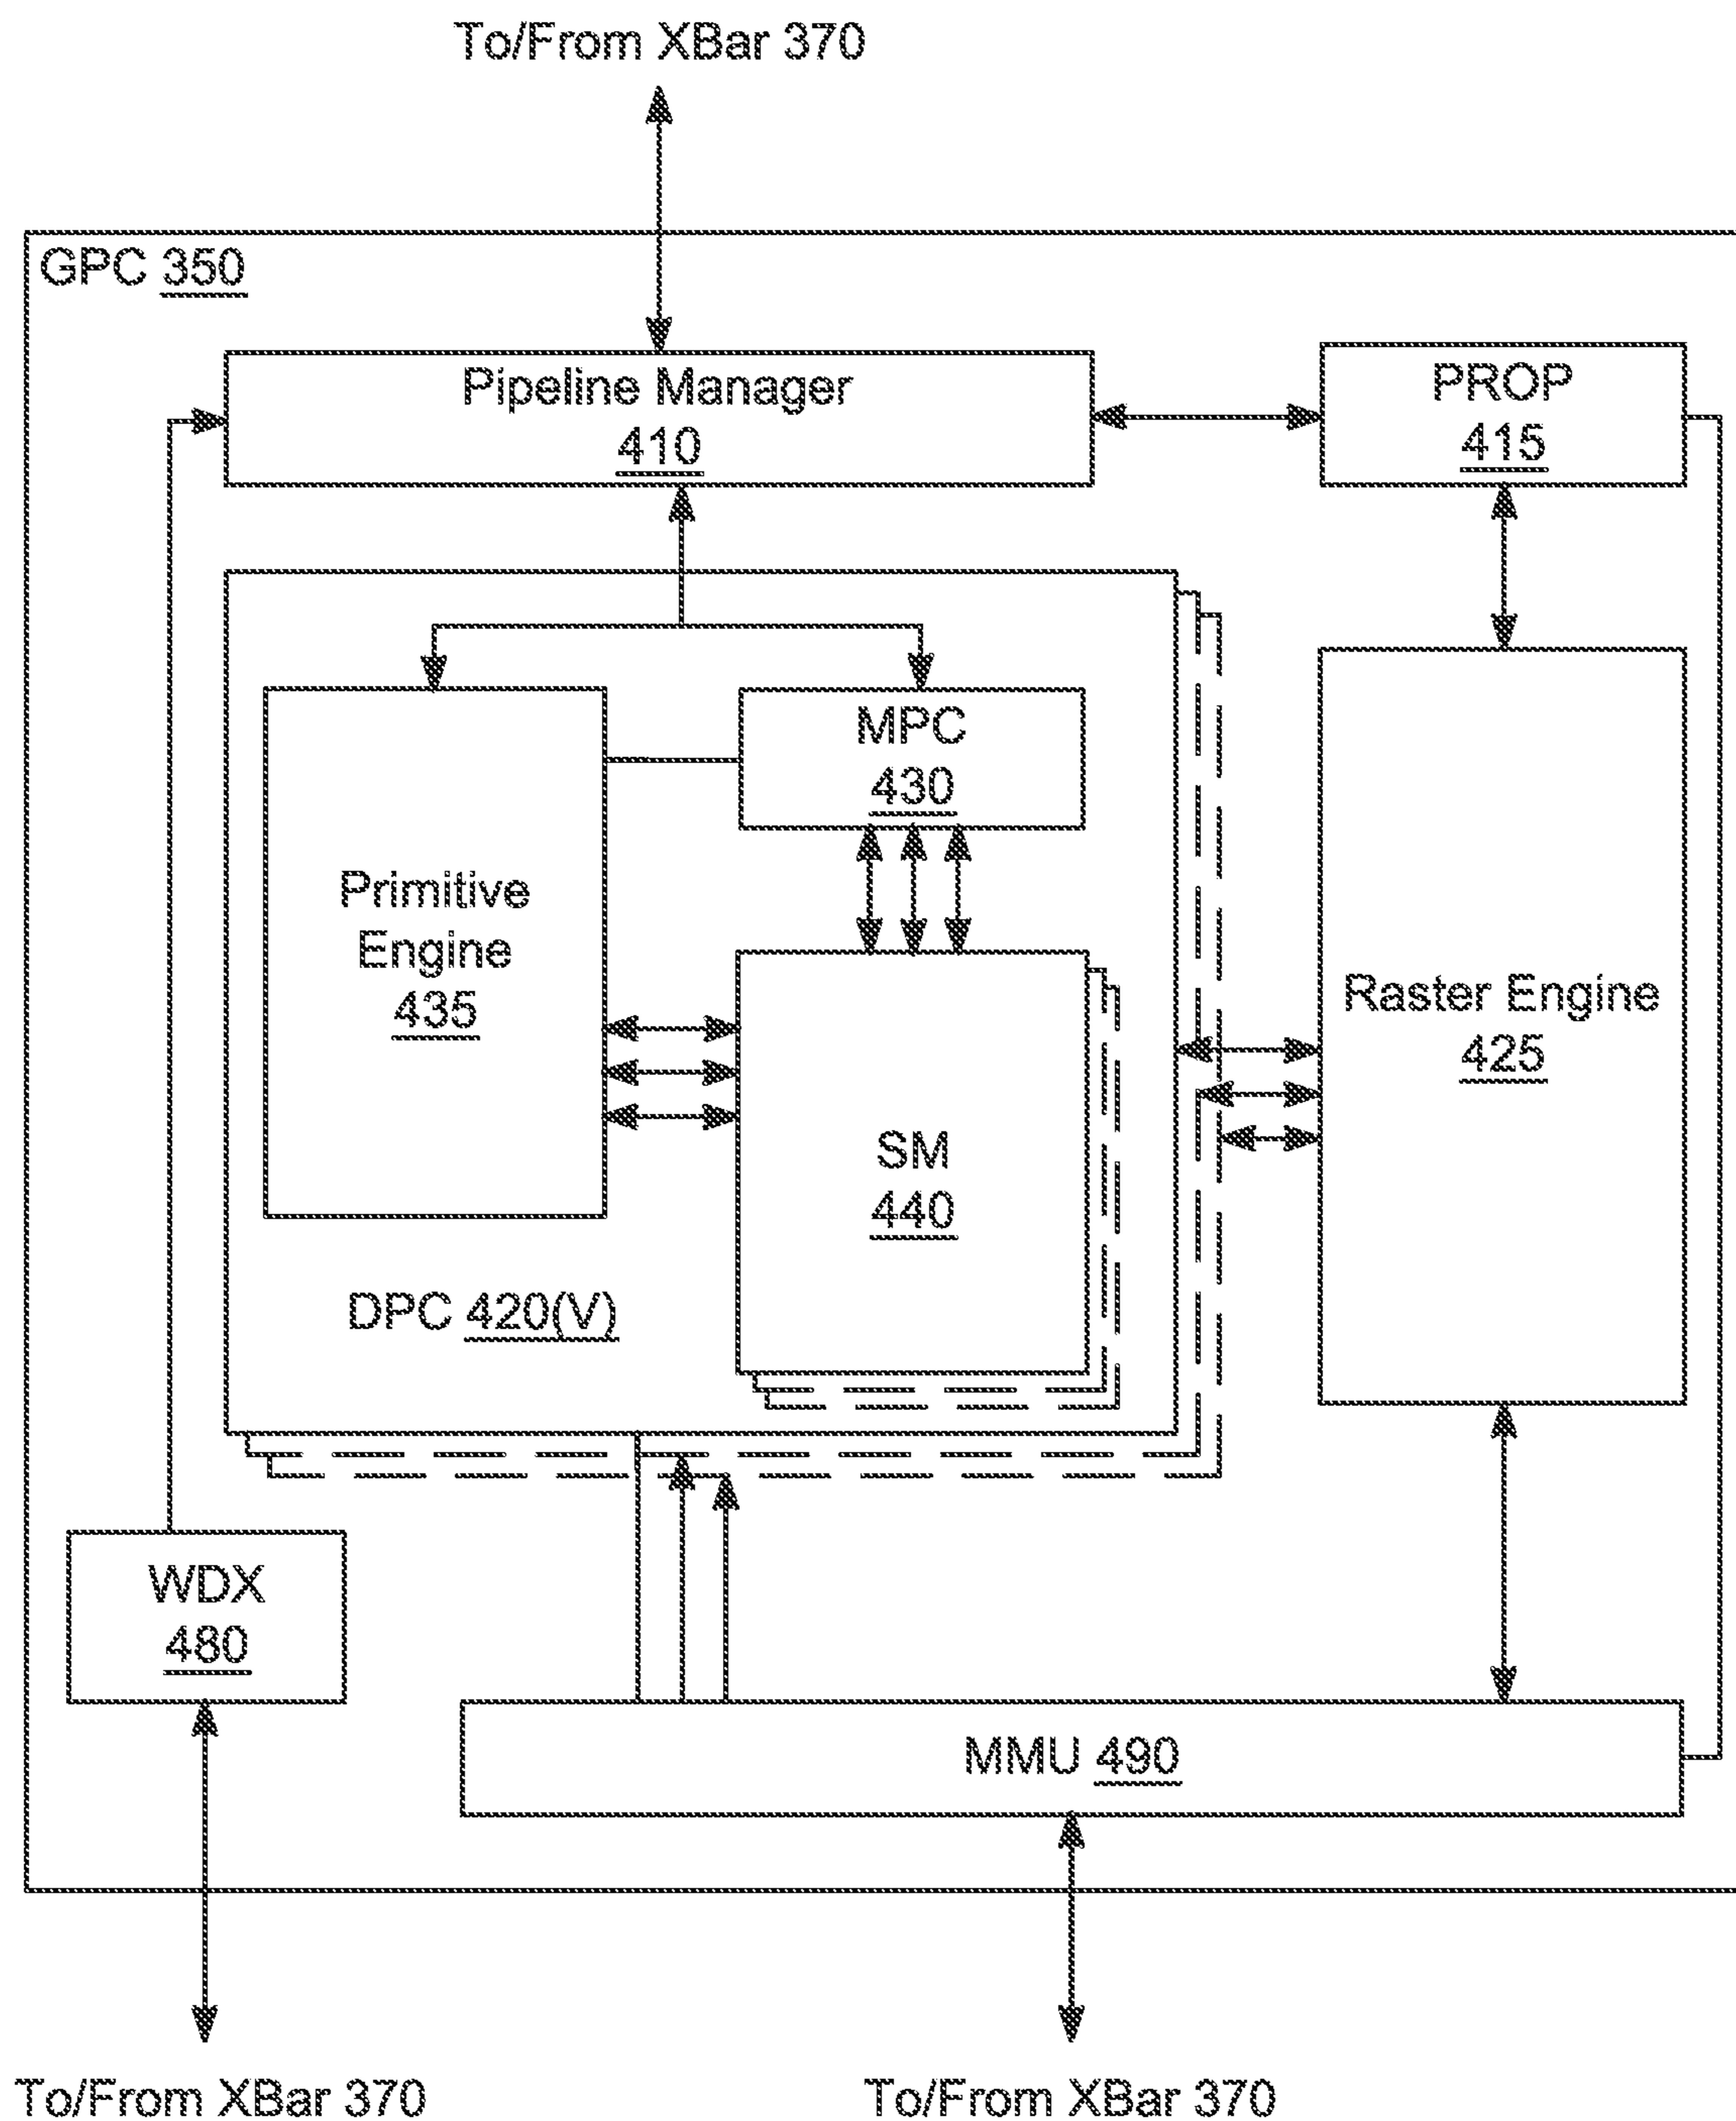 To/From XBar 370
GPC 350
Pipeline Manager
410
PROP
415
MPC
430
Primitive
Engine
435
Raster Engine
425
SM
440
DPC 420(V)
WDX
480
MMU 490
To/From XBar 370
To/From XBar 370